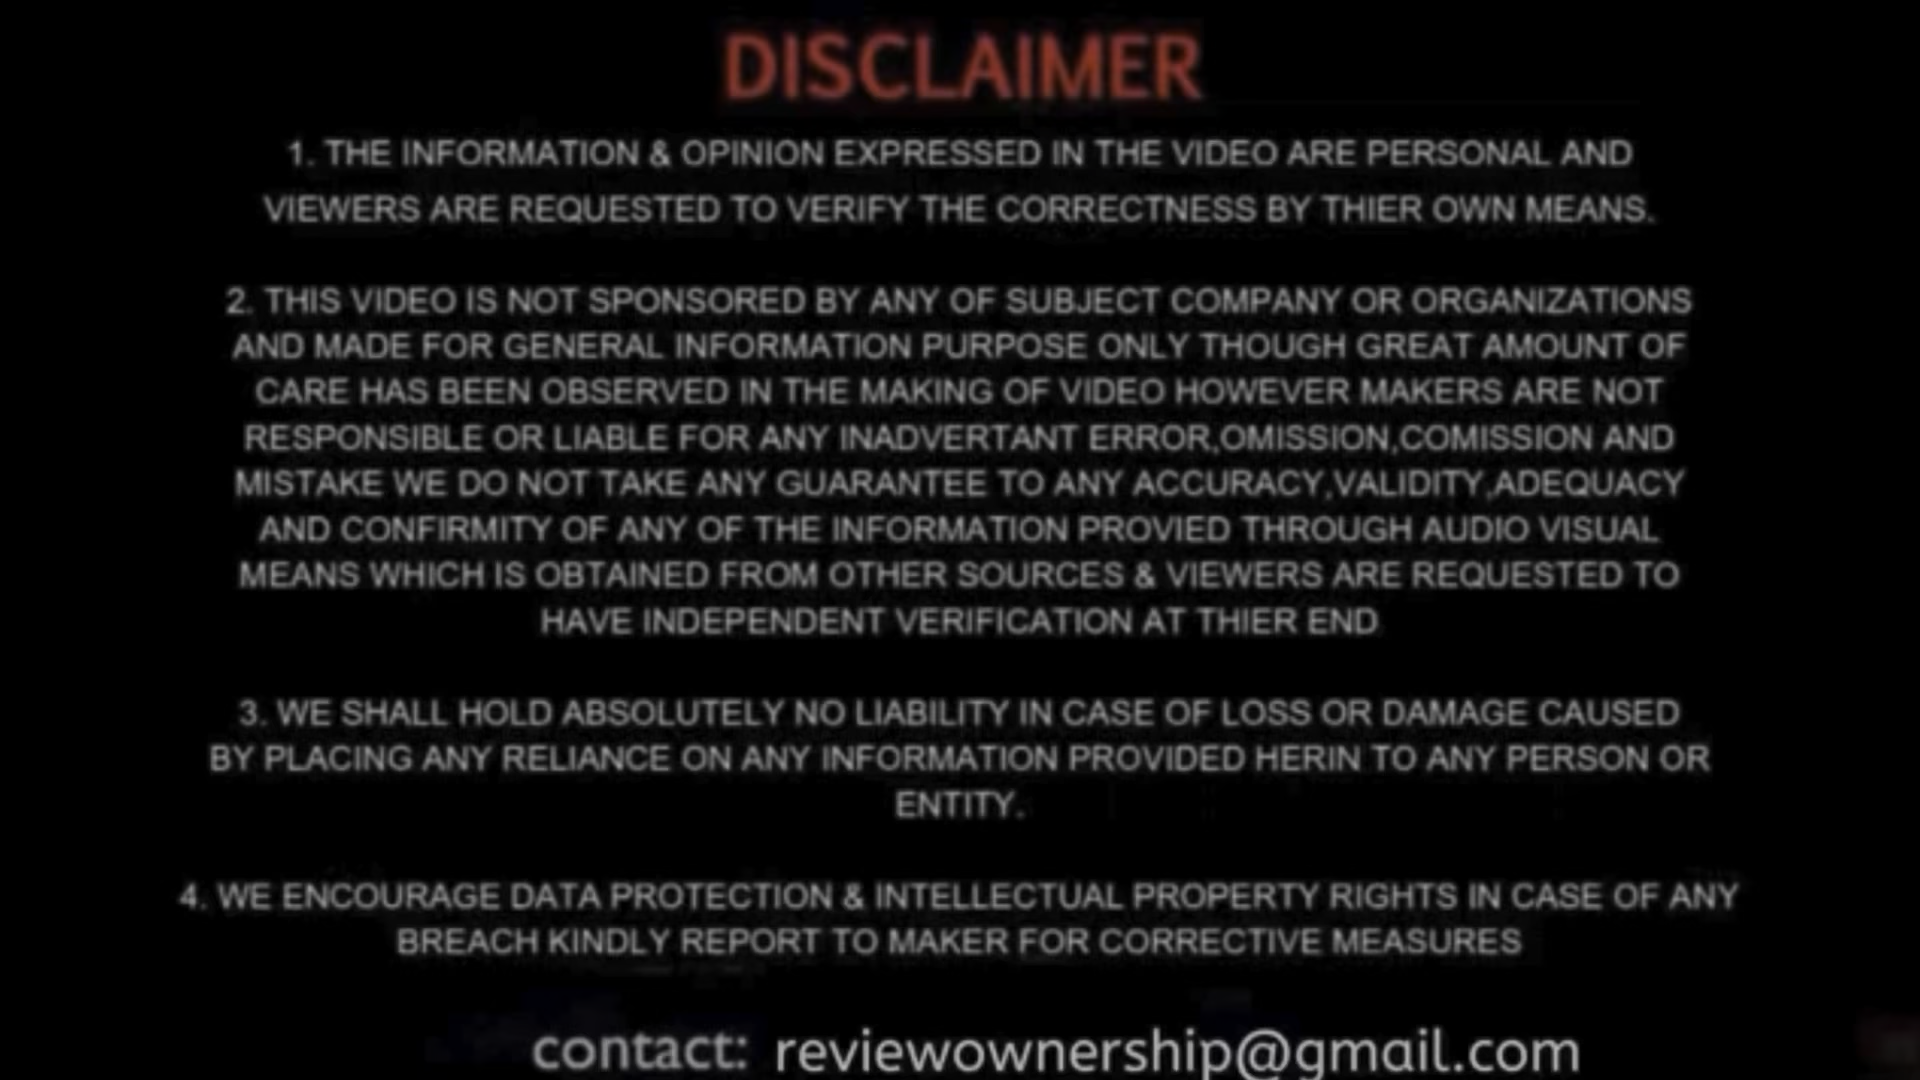 DISCLAIMER
1. THE INFORMATION & OPINION EXPRESSED IN THE VIDEO ARE PERSONAL AND
VIEWERS ARE REQUESTED TO VERIFY THE CORRECTNESS BY THIER OWN MEANS.
2. THIS VIDEO IS NOT SPONSORED BY ANY OF SUBJECT COMPANY OR ORGANIZATIONS
AND MADE FOR GENERAL INFORMATION PURPOSE ONLY THOUGH GREAT AMOUNT OF
CARE HAS BEEN OBSERVED IN THE MAKING OF VIDEO HOWEVER MAKERS ARE NOT
RESPONSIBLE OR LIABLE FOR ANY INADVERTANT ERROR,OMISSION,COMISSION AND
MISTAKE WE DO NOT TAKE ANY GUARANTEE TO ANY ACCURACY,VALIDITY,ADEQUACY
AND CONFIRMITY OF ANY OF THE INFORMATION PROVIED THROUGH AUDIO VISUAL
MEANS WHICH IS OBTAINED FROM OTHER SOURCES & VIEWERS ARE REQUESTED TO
HAVE INDEPENDENT VERIFICATION AT THIER END
3. WE SHALL HOLD ABSOLUTELY NO LIABILITY IN CASE OF LOSS OR DAMAGE CAUSED
BY PLACING ANY RELIANCE ON ANY INFORMATION PROVIDED HERIN TO ANY PERSON OR
ENTITY.
4. WE ENCOURAGE DATA PROTECTION & INTELLECTUAL PROPERTY RIGHTS IN CASE OF ANY
BREACH KINDLY REPORT TO MAKER FOR CORRECTIVE MEASURES
contact: reviewownership@gmail.com